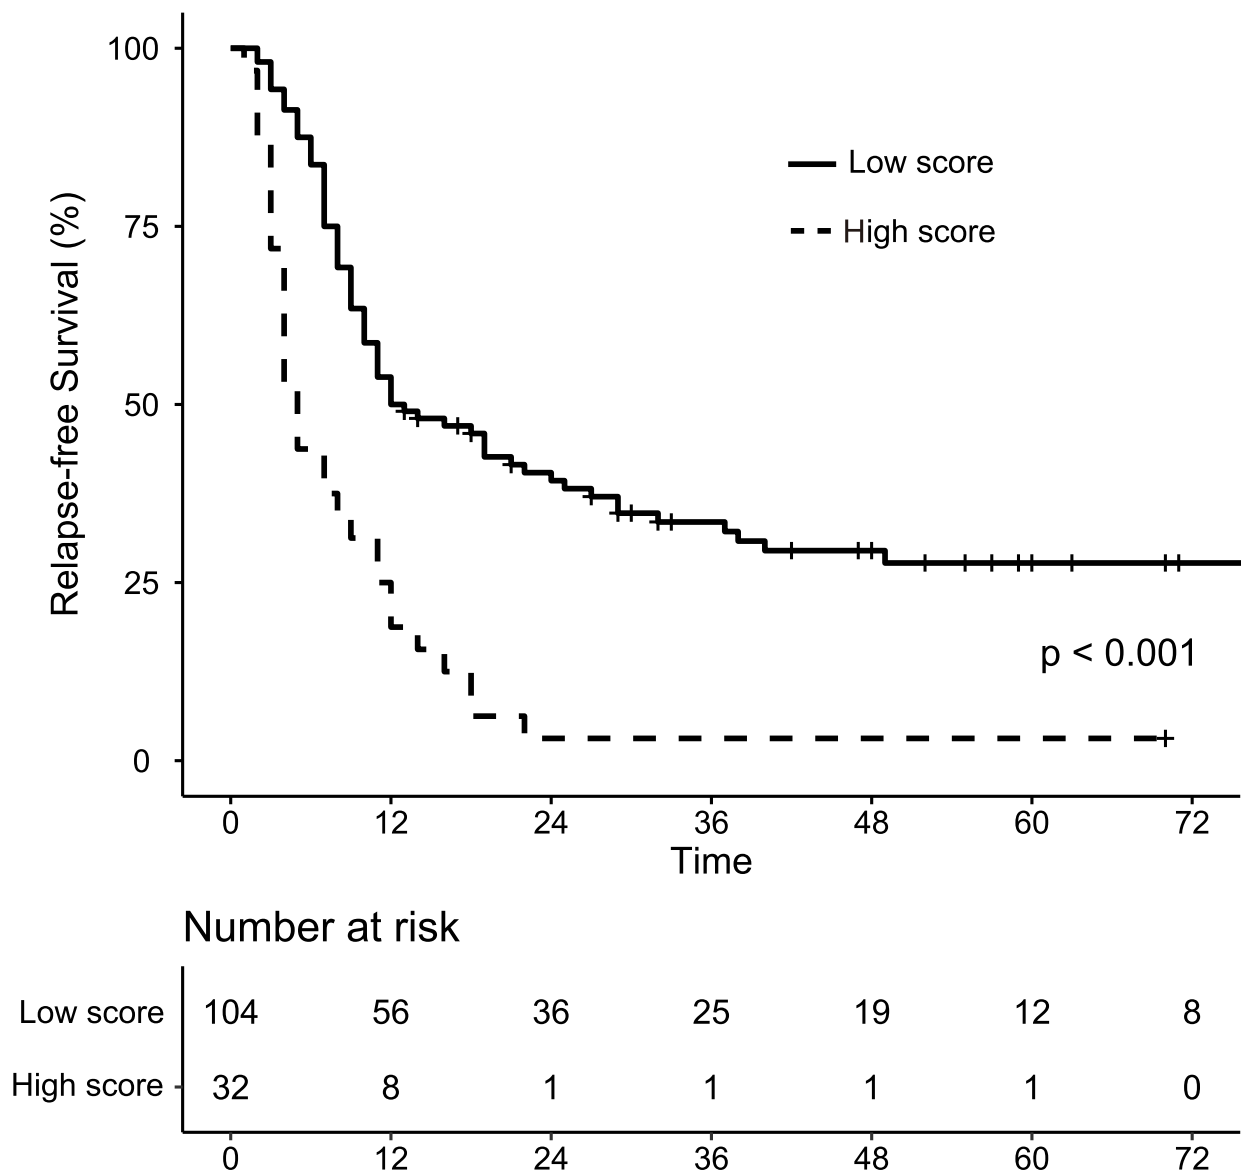 100
75
50
25
0
Relapse-free Survival (%)
Low score
High score
p < 0.001
0 12 24 36 48 60 72
Time
Number at risk
Low score 104 56 36 25 19 12 8
High score 32 8 1 1 1 1 0
0 12 24 36 48 60 72